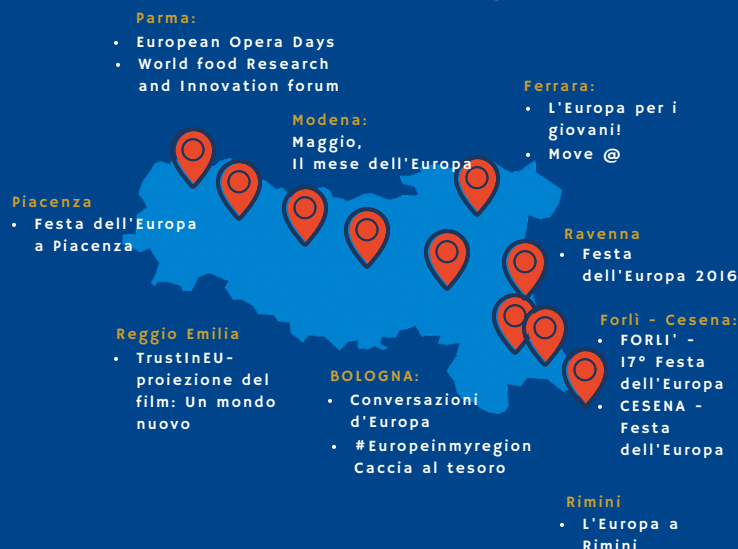 Parma:
• European Opera Days
• World food Research
and Innovation forum
Ferrara:
• L'Europa per i
giovani!
• Move @
Modena:
Maggio,
Il mese dell'Europa
Piacenza
• Festa dell'Europa
a Piacenza
Ravenna
• Festa
dell'Europa 2016
Reggio Emilia
• TrustInEU-
proiezione del
film: Un mondo
nuovo
BOLOGNA:
• Conversazioni
d'Europa
• #Europeinmyregion
Caccia al tesoro
Forli - Cesena:
• FORLI' -
17° Festa
dell'Europa
• CESENA -
Festa
dell'Europa
Rimini
• L'Europa a
Rimini